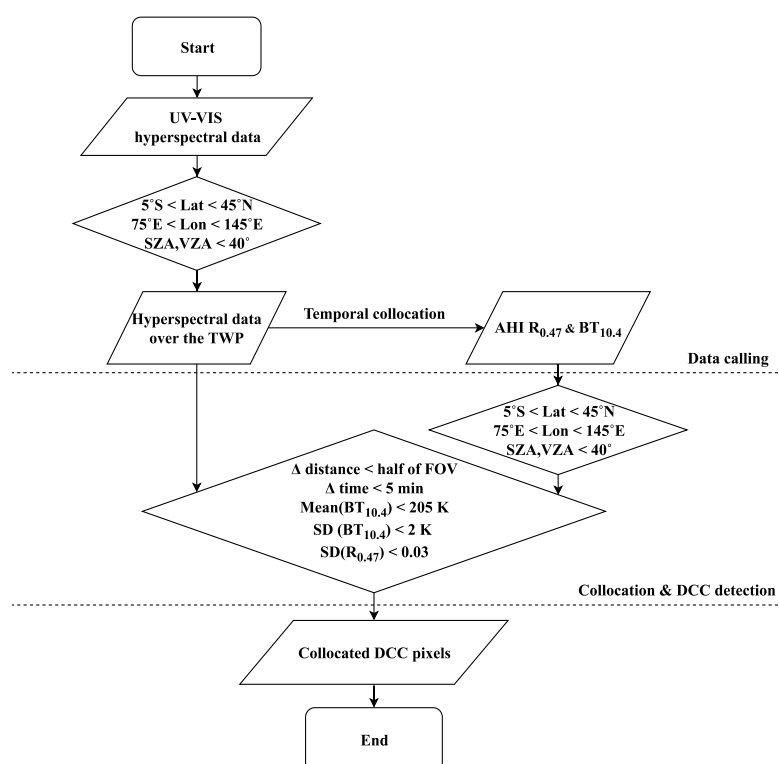 Start
UV-VIS
hyperspectral data
5˚S < Lat < 45˚N
75˚E < Lon < 145˚E
SZA,VZA < 40˚
Hyperspectral data
over the TWP
Temporal collocation
AHI R0.47 & BT10.4
Data calling
5˚S < Lat < 45˚N
75˚E < Lon < 145˚E
SZA,VZA < 40˚
Δ distance < half of FOV
Δ time < 5 min
Mean(BT10.4) < 205 K
SD (BT10.4) < 2 K
SD(R0.47) < 0.03
Collocation & DCC detection
Collocated DCC pixels
End